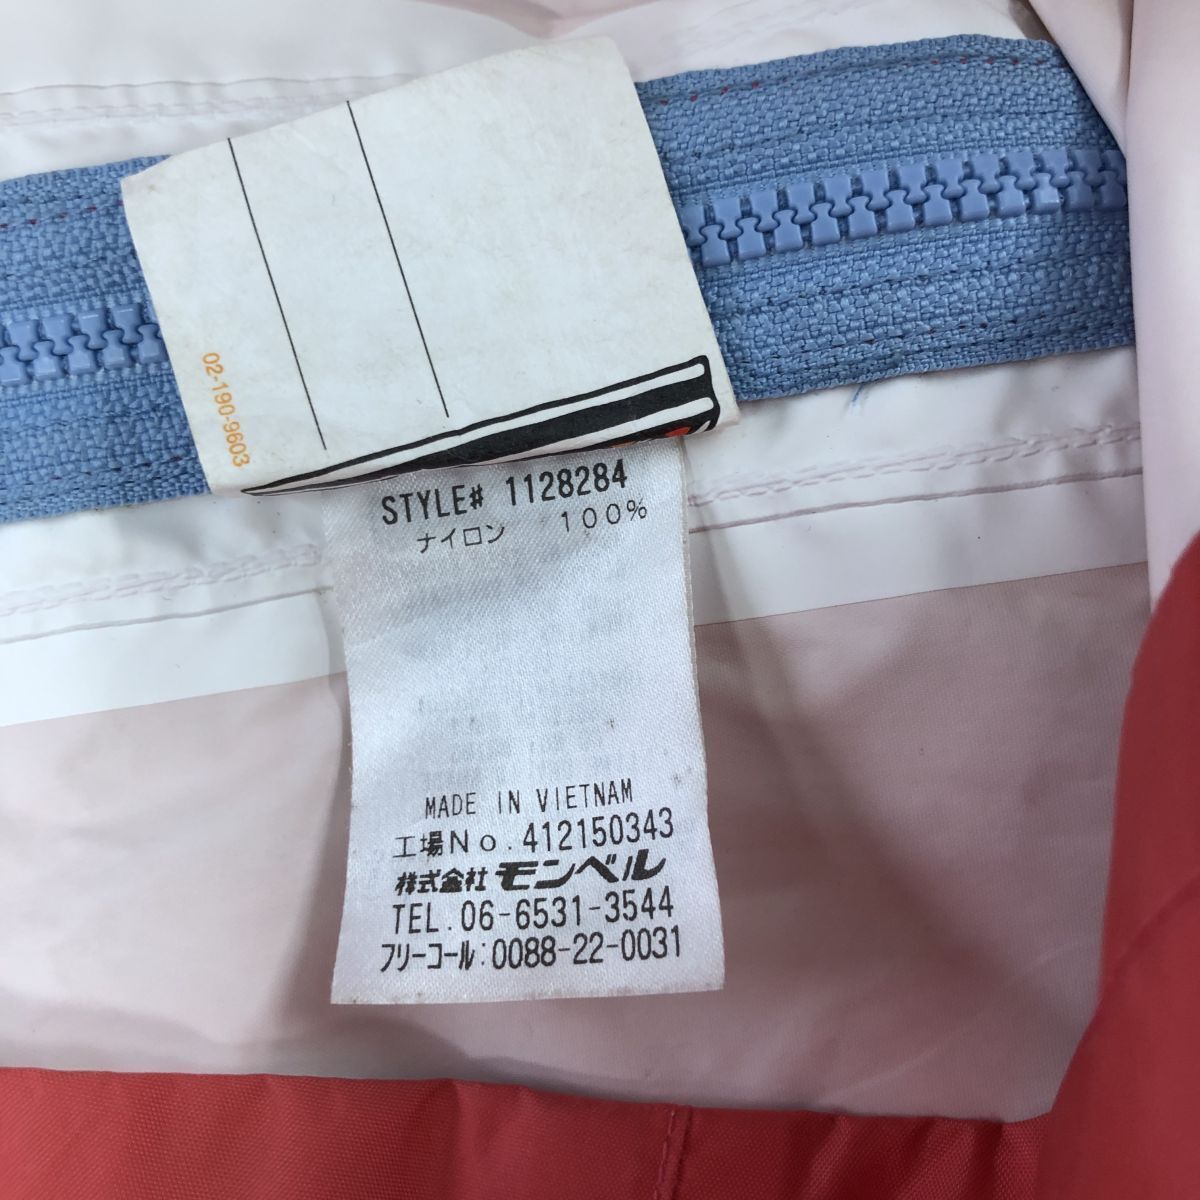 02-190-9603
STYLE# 1128284
ナイロン 100%
MADE IN VIETNAM
工場No.412150343
株式会社 モンベル
TEL.06-6531-3544
フリーコール:0088-22-0031